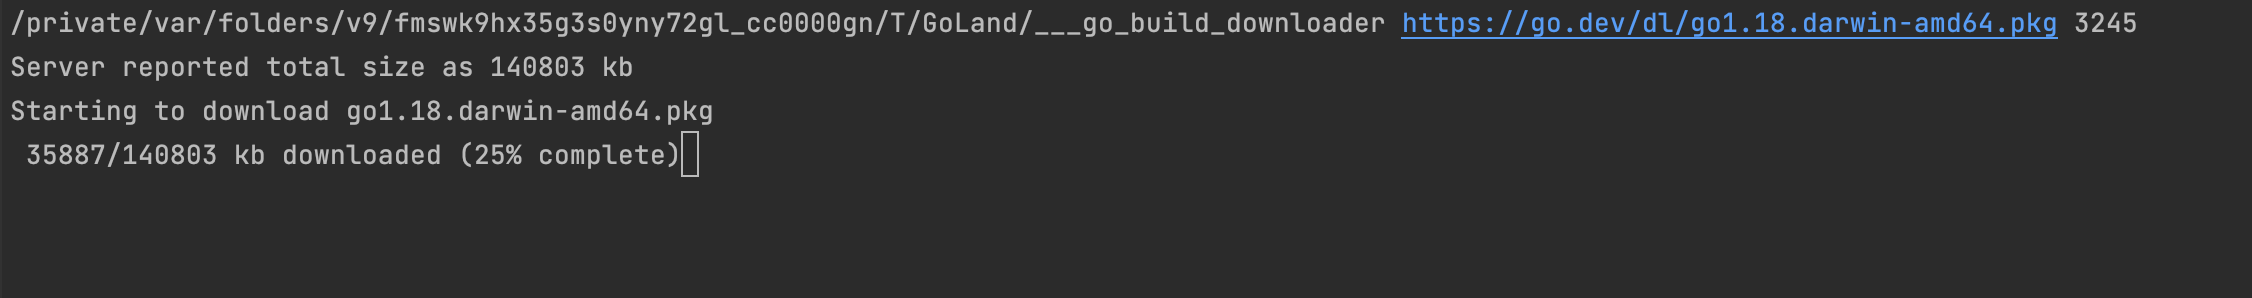 /private/var/folders/v9/fmswk9hx35g3s0yny72gl_cc0000gn/T/GoLand/___go_build_downloader https://go.dev/dl/go1.18.darwin-amd64.pkg 3245
Server reported total size as 140803 kb
Starting to download go1.18.darwin-amd64.pkg
35887/140803 kb downloaded (25% complete)